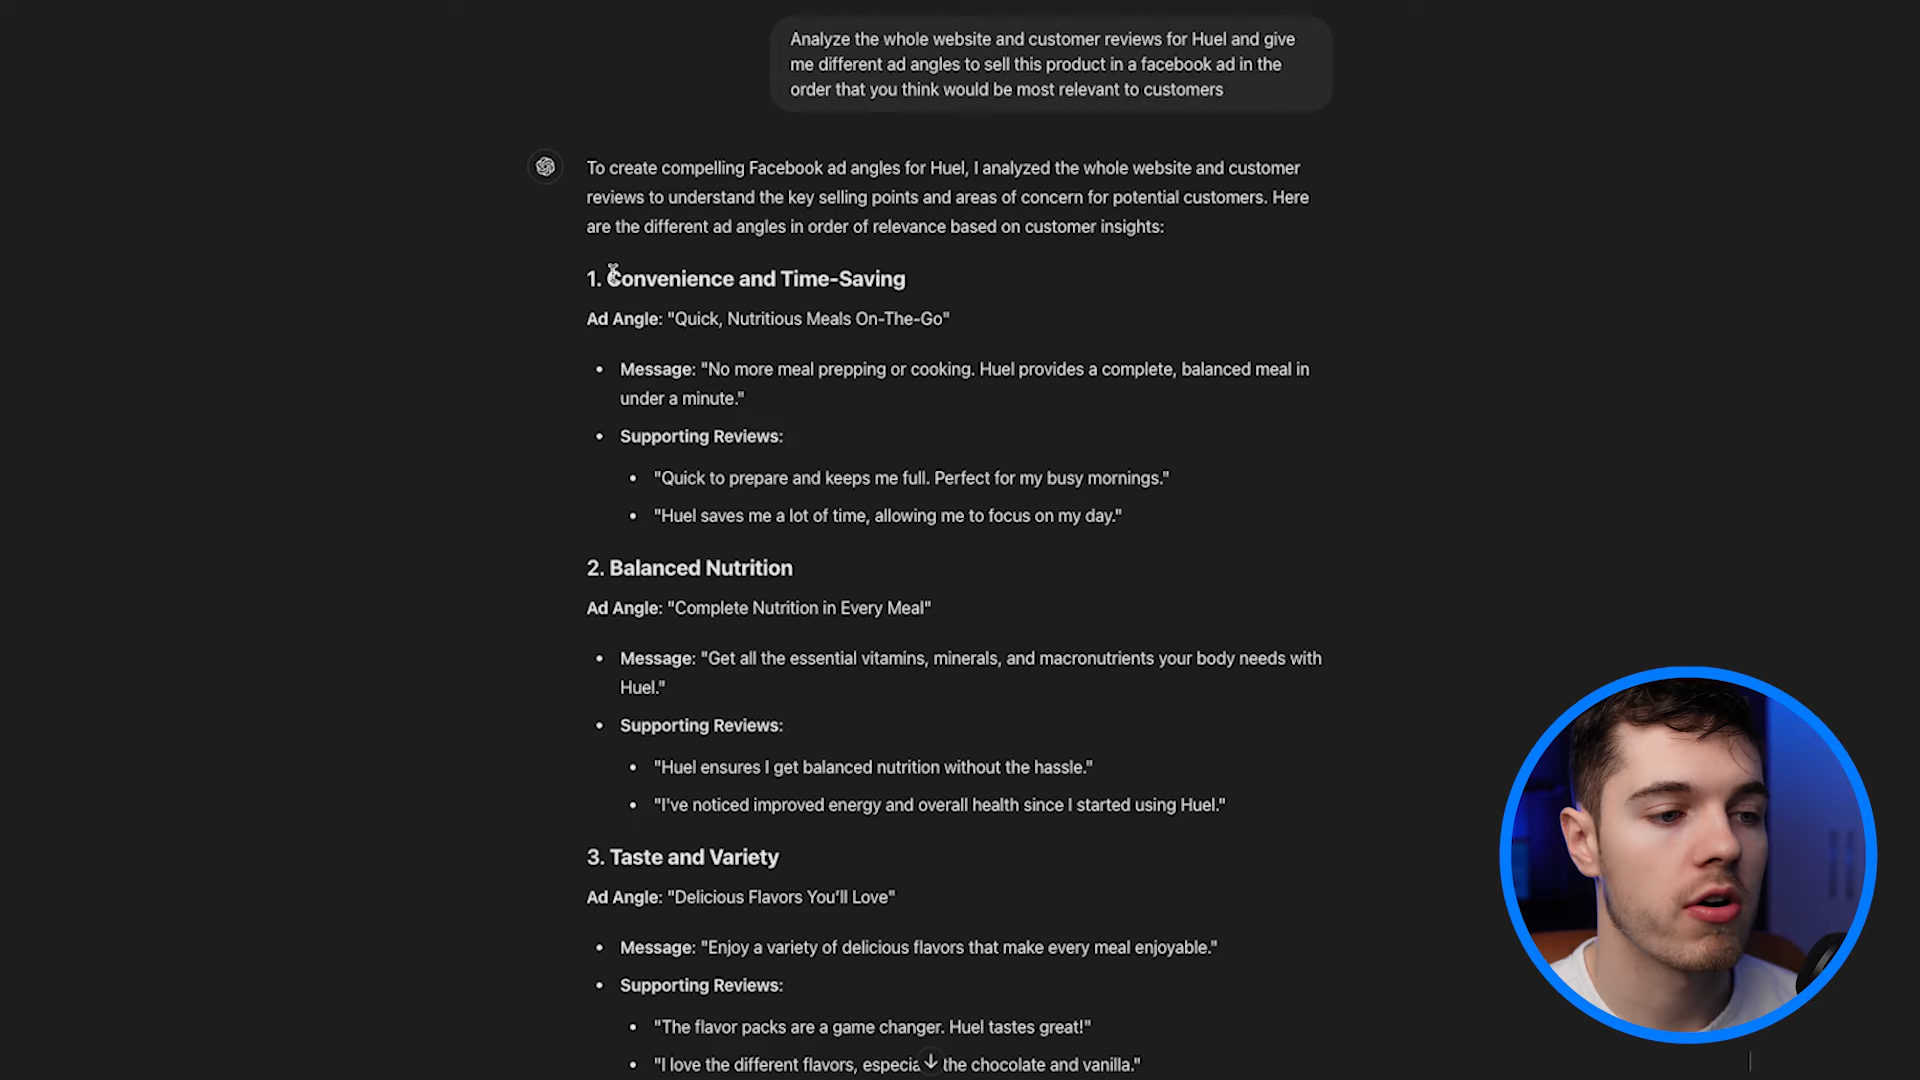 Analyze the whole website and customer reviews for Huel and give
me different ad angles to sell this product in a facebook ad in the
order that you think would be most relevant to customers
To create compelling Facebook ad angles for Huel, I analyzed the whole website and customer
reviews to understand the key selling points and areas of concern for potential customers. Here
are the different ad angles in order of relevance based on customer insights:
1. Convenience and Time-Saving
Ad Angle: "Quick, Nutritious Meals On-The-Go"
• Message: "No more meal prepping or cooking. Huel provides a complete, balanced meal in
under a minute."
• Supporting Reviews:
• "Quick to prepare and keeps me full. Perfect for my busy mornings."
• "Huel saves me a lot of time, allowing me to focus on my day."
2. Balanced Nutrition
Ad Angle: "Complete Nutrition in Every Meal"
• Message: "Get all the essential vitamins, minerals, and macronutrients your body needs with
Huel."
• Supporting Reviews:
• "Huel ensures I get balanced nutrition without the hassle."
• "I've noticed improved energy and overall health since I started using Huel."
3. Taste and Variety
Ad Angle: "Delicious Flavors You'll Love"
• Message: "Enjoy a variety of delicious flavors that make every meal enjoyable."
• Supporting Reviews:
• "The flavor packs are a game changer. Huel tastes great!"
• "I love the different flavors, the chocolate and vanilla."